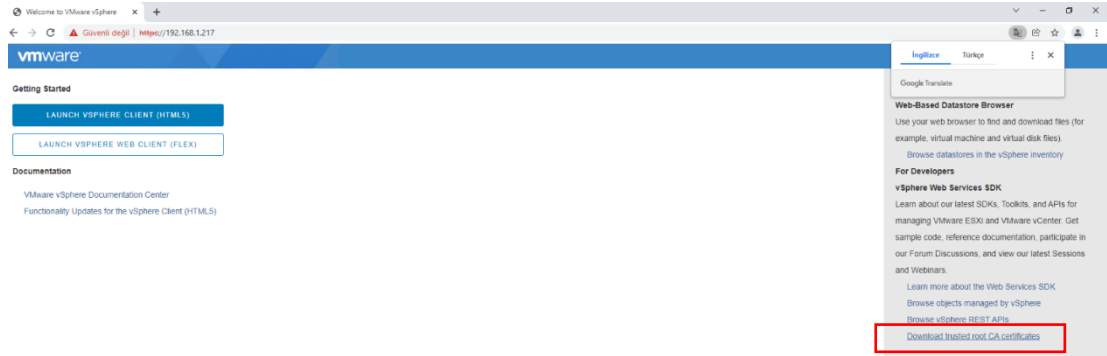 Welcome to VMware vSphere
Güvenli değil | https://192.168.1.217
vmware
İngilizce Türkçe
Google Translate
Getting Started
LAUNCH VSPHERE CLIENT (HTML5)
LAUNCH VSPHERE WEB CLIENT (FLEX)
Documentation
VMware vSphere Documentation Center
Functionality Updates for the vSphere Client (HTML5)
Web-Based Datastore Browser
Use your web browser to find and download files (for
example, virtual machine and virtual disk files).
Browse datastores in the vSphere inventory
For Developers
vSphere Web Services SDK
Learn about our latest SDKs, Toolkits, and APIs for
managing VMware ESXi and VMware vCenter. Get
sample code, reference documentation, participate in
our Forum Discussions, and view our latest Sessions
and Webinars.
Learn more about the Web Services SDK
Browse objects managed by vSphere
Browse vSphere REST APIs
Download trusted root CA certificates